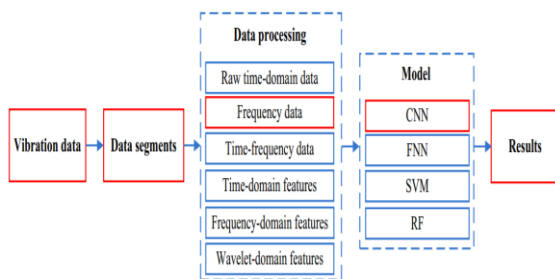 Vibration data
Data segments
Data processing
Raw time-domain data
Frequency data
Time-frequency data
Time-domain features
Frequency-domain features
Wavelet-domain features
Model
CNN
FNN
SVM
RF
Results